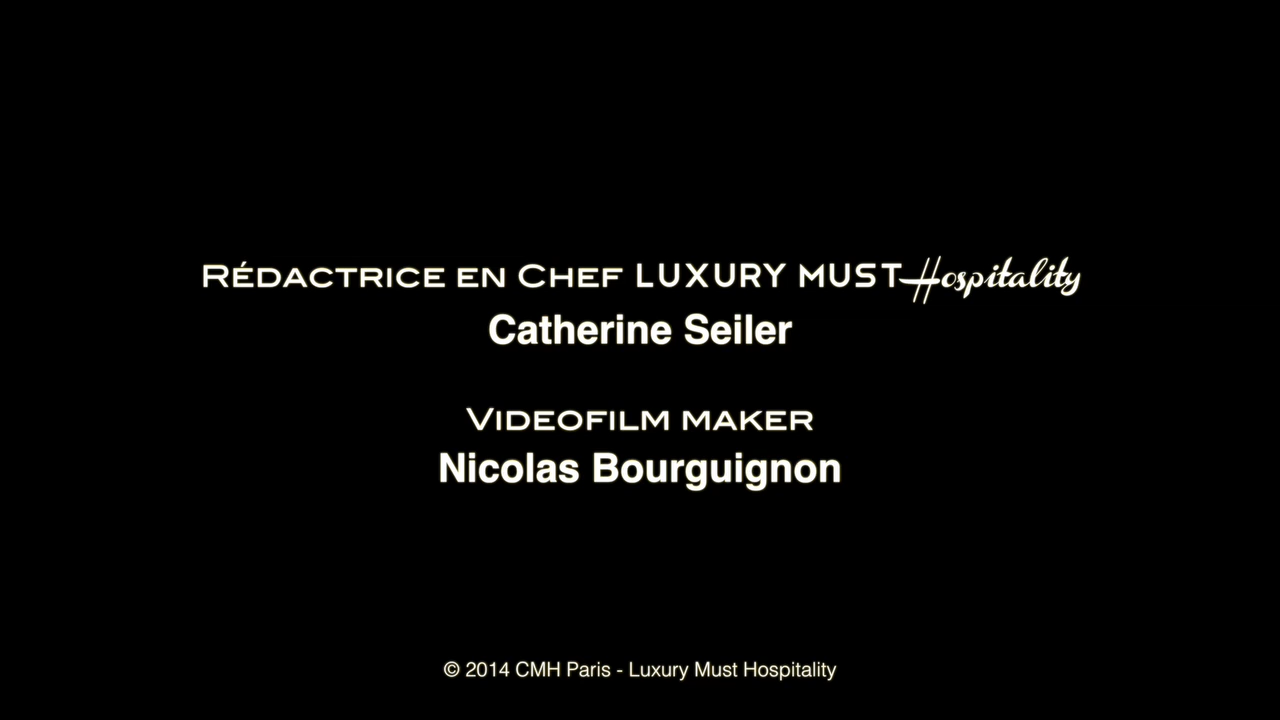 Rédactrice en Chef LUXURY MUST Hospitality
Catherine Seiler
Videofilm maker
Nicolas Bourguignon
© 2014 CMH Paris - Luxury Must Hospitality